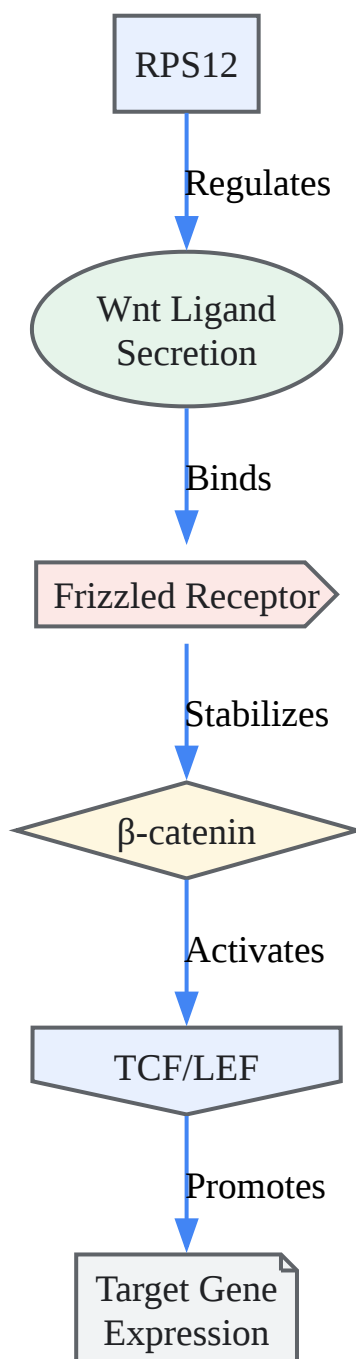 RPS12
Regulates
Wnt Ligand
Secretion
Binds
Frizzled Receptor
Stabilizes
β-catenin
Activates
TCF/LEF
Promotes
Target Gene
Expression